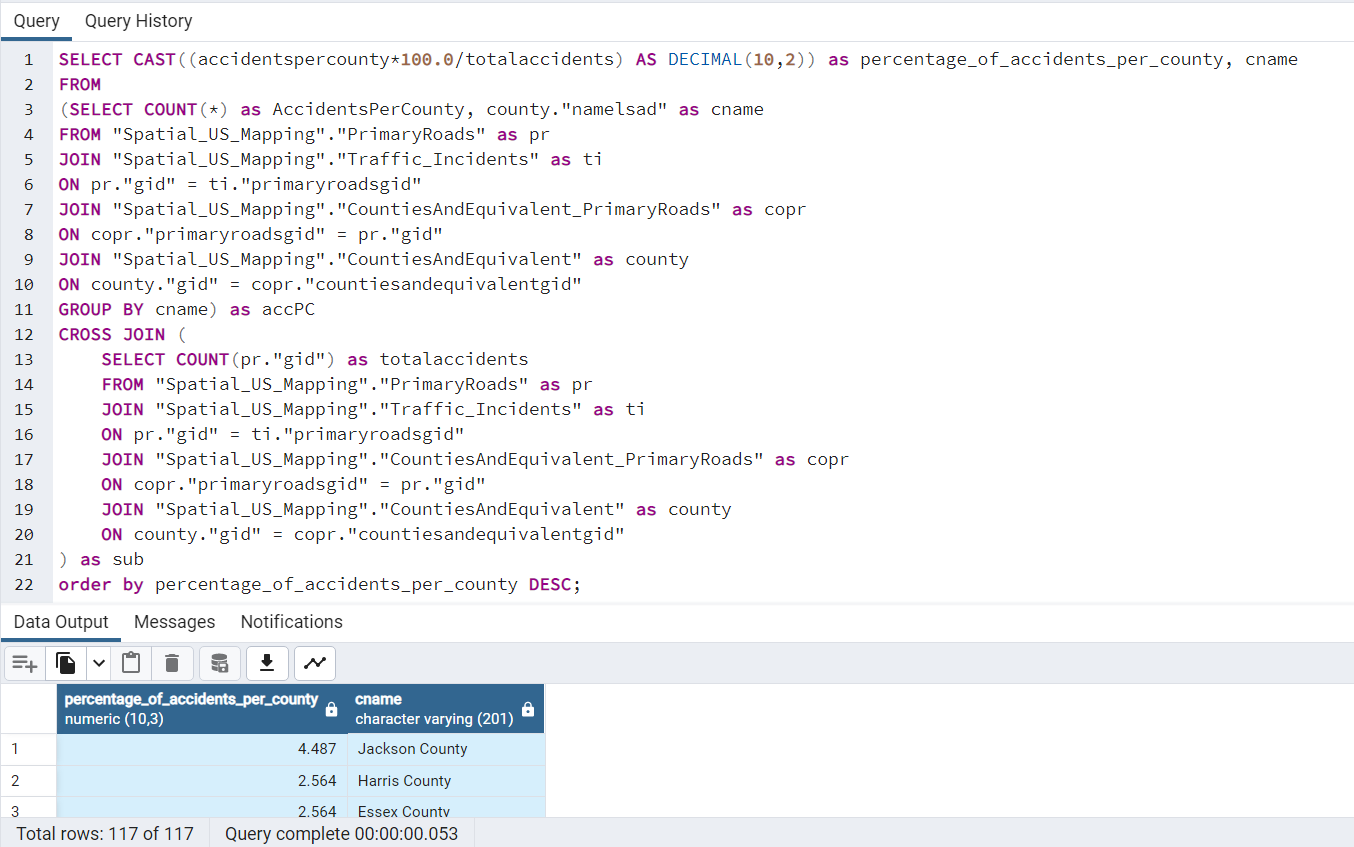 Query Query History
1 SELECT CAST((accidentspercounty*100.0/totalaccidents) AS DECIMAL(10,2)) as percentage_of_accidents_per_county, cname
2 FROM
3 (SELECT COUNT(*) as AccidentsPerCounty, county."namelsad" as cname
4 FROM "Spatial_US_Mapping"."PrimaryRoads" as pr
5 JOIN "Spatial_US_Mapping"."Traffic_Incidents" as ti
6 ON pr."gid" = ti."primaryroadsgid"
7 JOIN "Spatial_US_Mapping"."CountiesAndEquivalent_PrimaryRoads" as copr
8 ON copr."primaryroadsgid" = pr."gid"
9 JOIN "Spatial_US_Mapping"."CountiesAndEquivalent" as county
10 ON county."gid" = copr."countiesandequivalentgid"
11 GROUP BY cname) as accPC
12 CROSS JOIN (
13 SELECT COUNT(pr."gid") as totalaccidents
14 FROM "Spatial_US_Mapping"."PrimaryRoads" as pr
15 JOIN "Spatial_US_Mapping"."Traffic_Incidents" as ti
16 ON pr."gid" = ti."primaryroadsgid"
17 JOIN "Spatial_US_Mapping"."CountiesAndEquivalent_PrimaryRoads" as copr
18 ON copr."primaryroadsgid" = pr."gid"
19 JOIN "Spatial_US_Mapping"."CountiesAndEquivalent" as county
20 ON county."gid" = copr."countiesandequivalentgid"
21 ) as sub
22 order by percentage_of_accidents_per_county DESC;
Data Output Messages Notifications
percentage_of_accidents_per_county cname
numeric (10,3) character varying (201)
1 4.487 Jackson County
2 2.564 Harris County
3 2.564 Essex County
Total rows: 117 of 117 Query complete 00:00:00.053